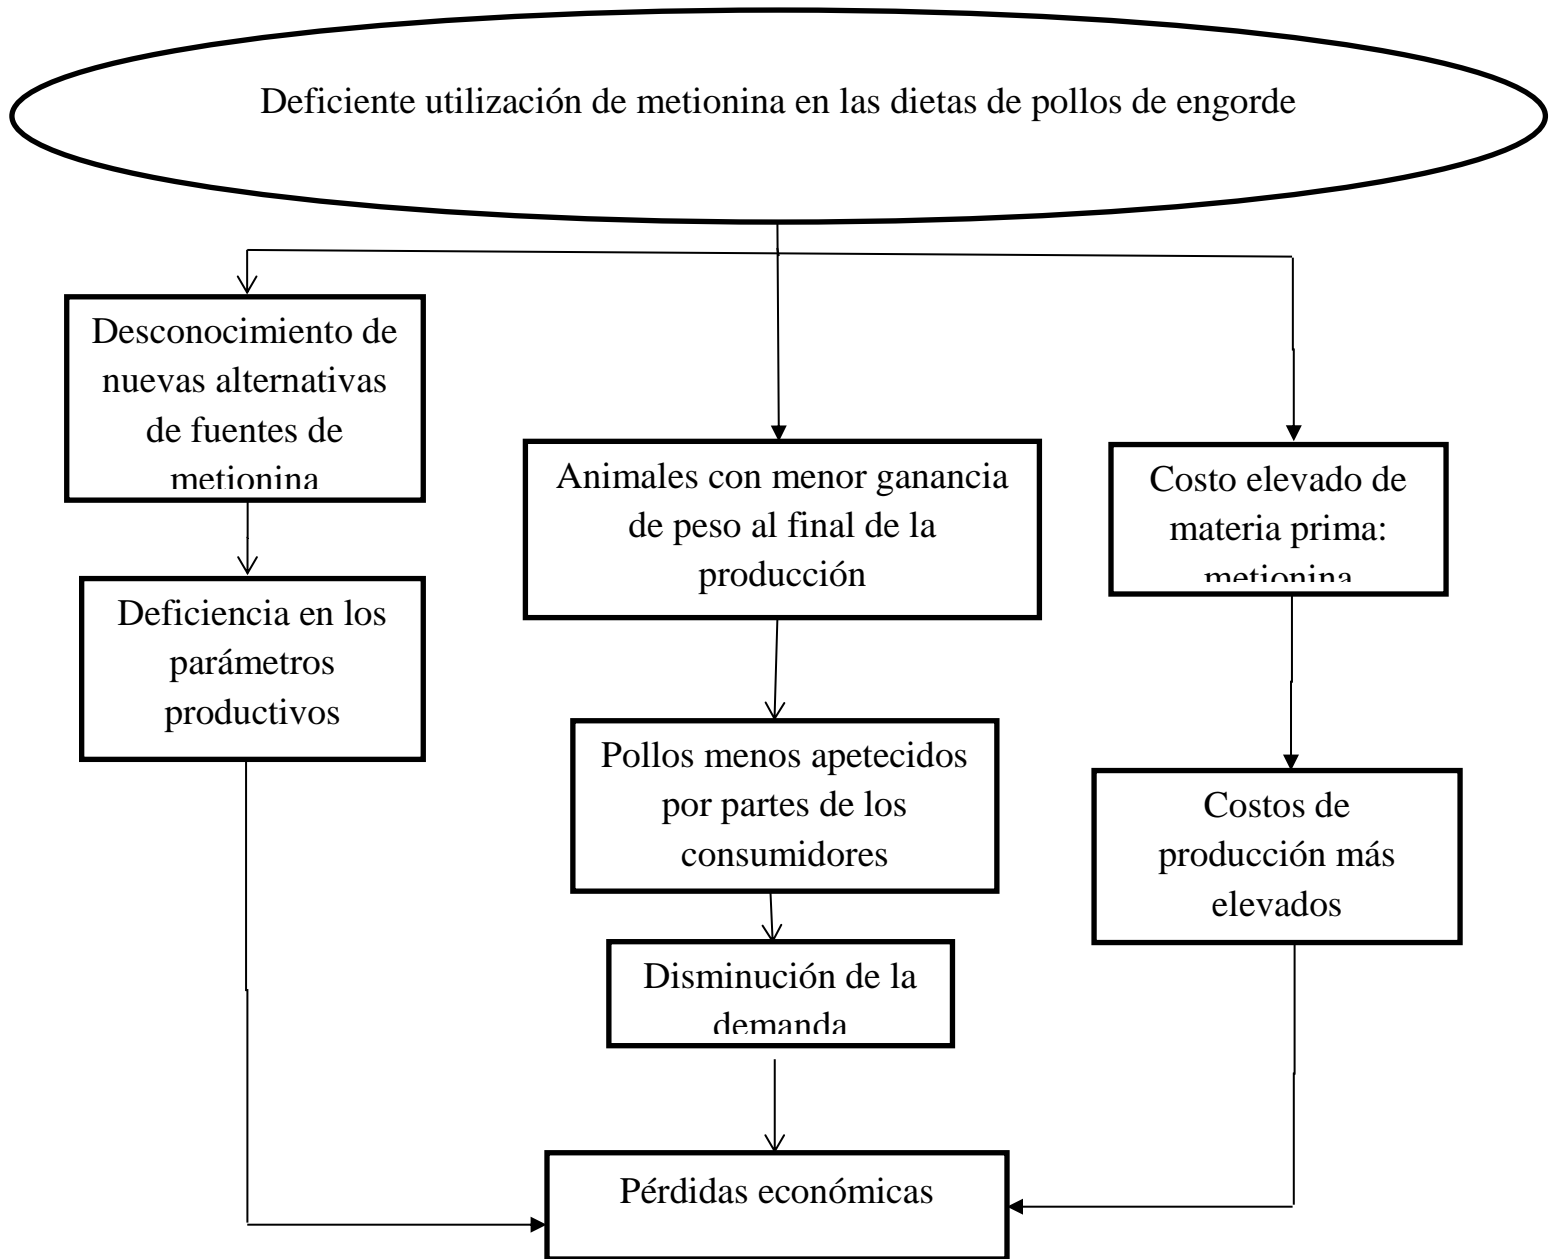 Deficiente utilización de metionina en las dietas de pollos de engorde
Desconocimiento de
nuevas alternativas
de fuentes de
metionina
Deficiencia en los
parámetros
productivos
Animales con menor ganancia
de peso al final de la
producción
Pollos menos apetecidos
por partes de los
consumidores
Disminución de la
demanda
Costo elevado de
materia prima:
metionina
Costos de
producción más
elevados
Pérdidas económicas